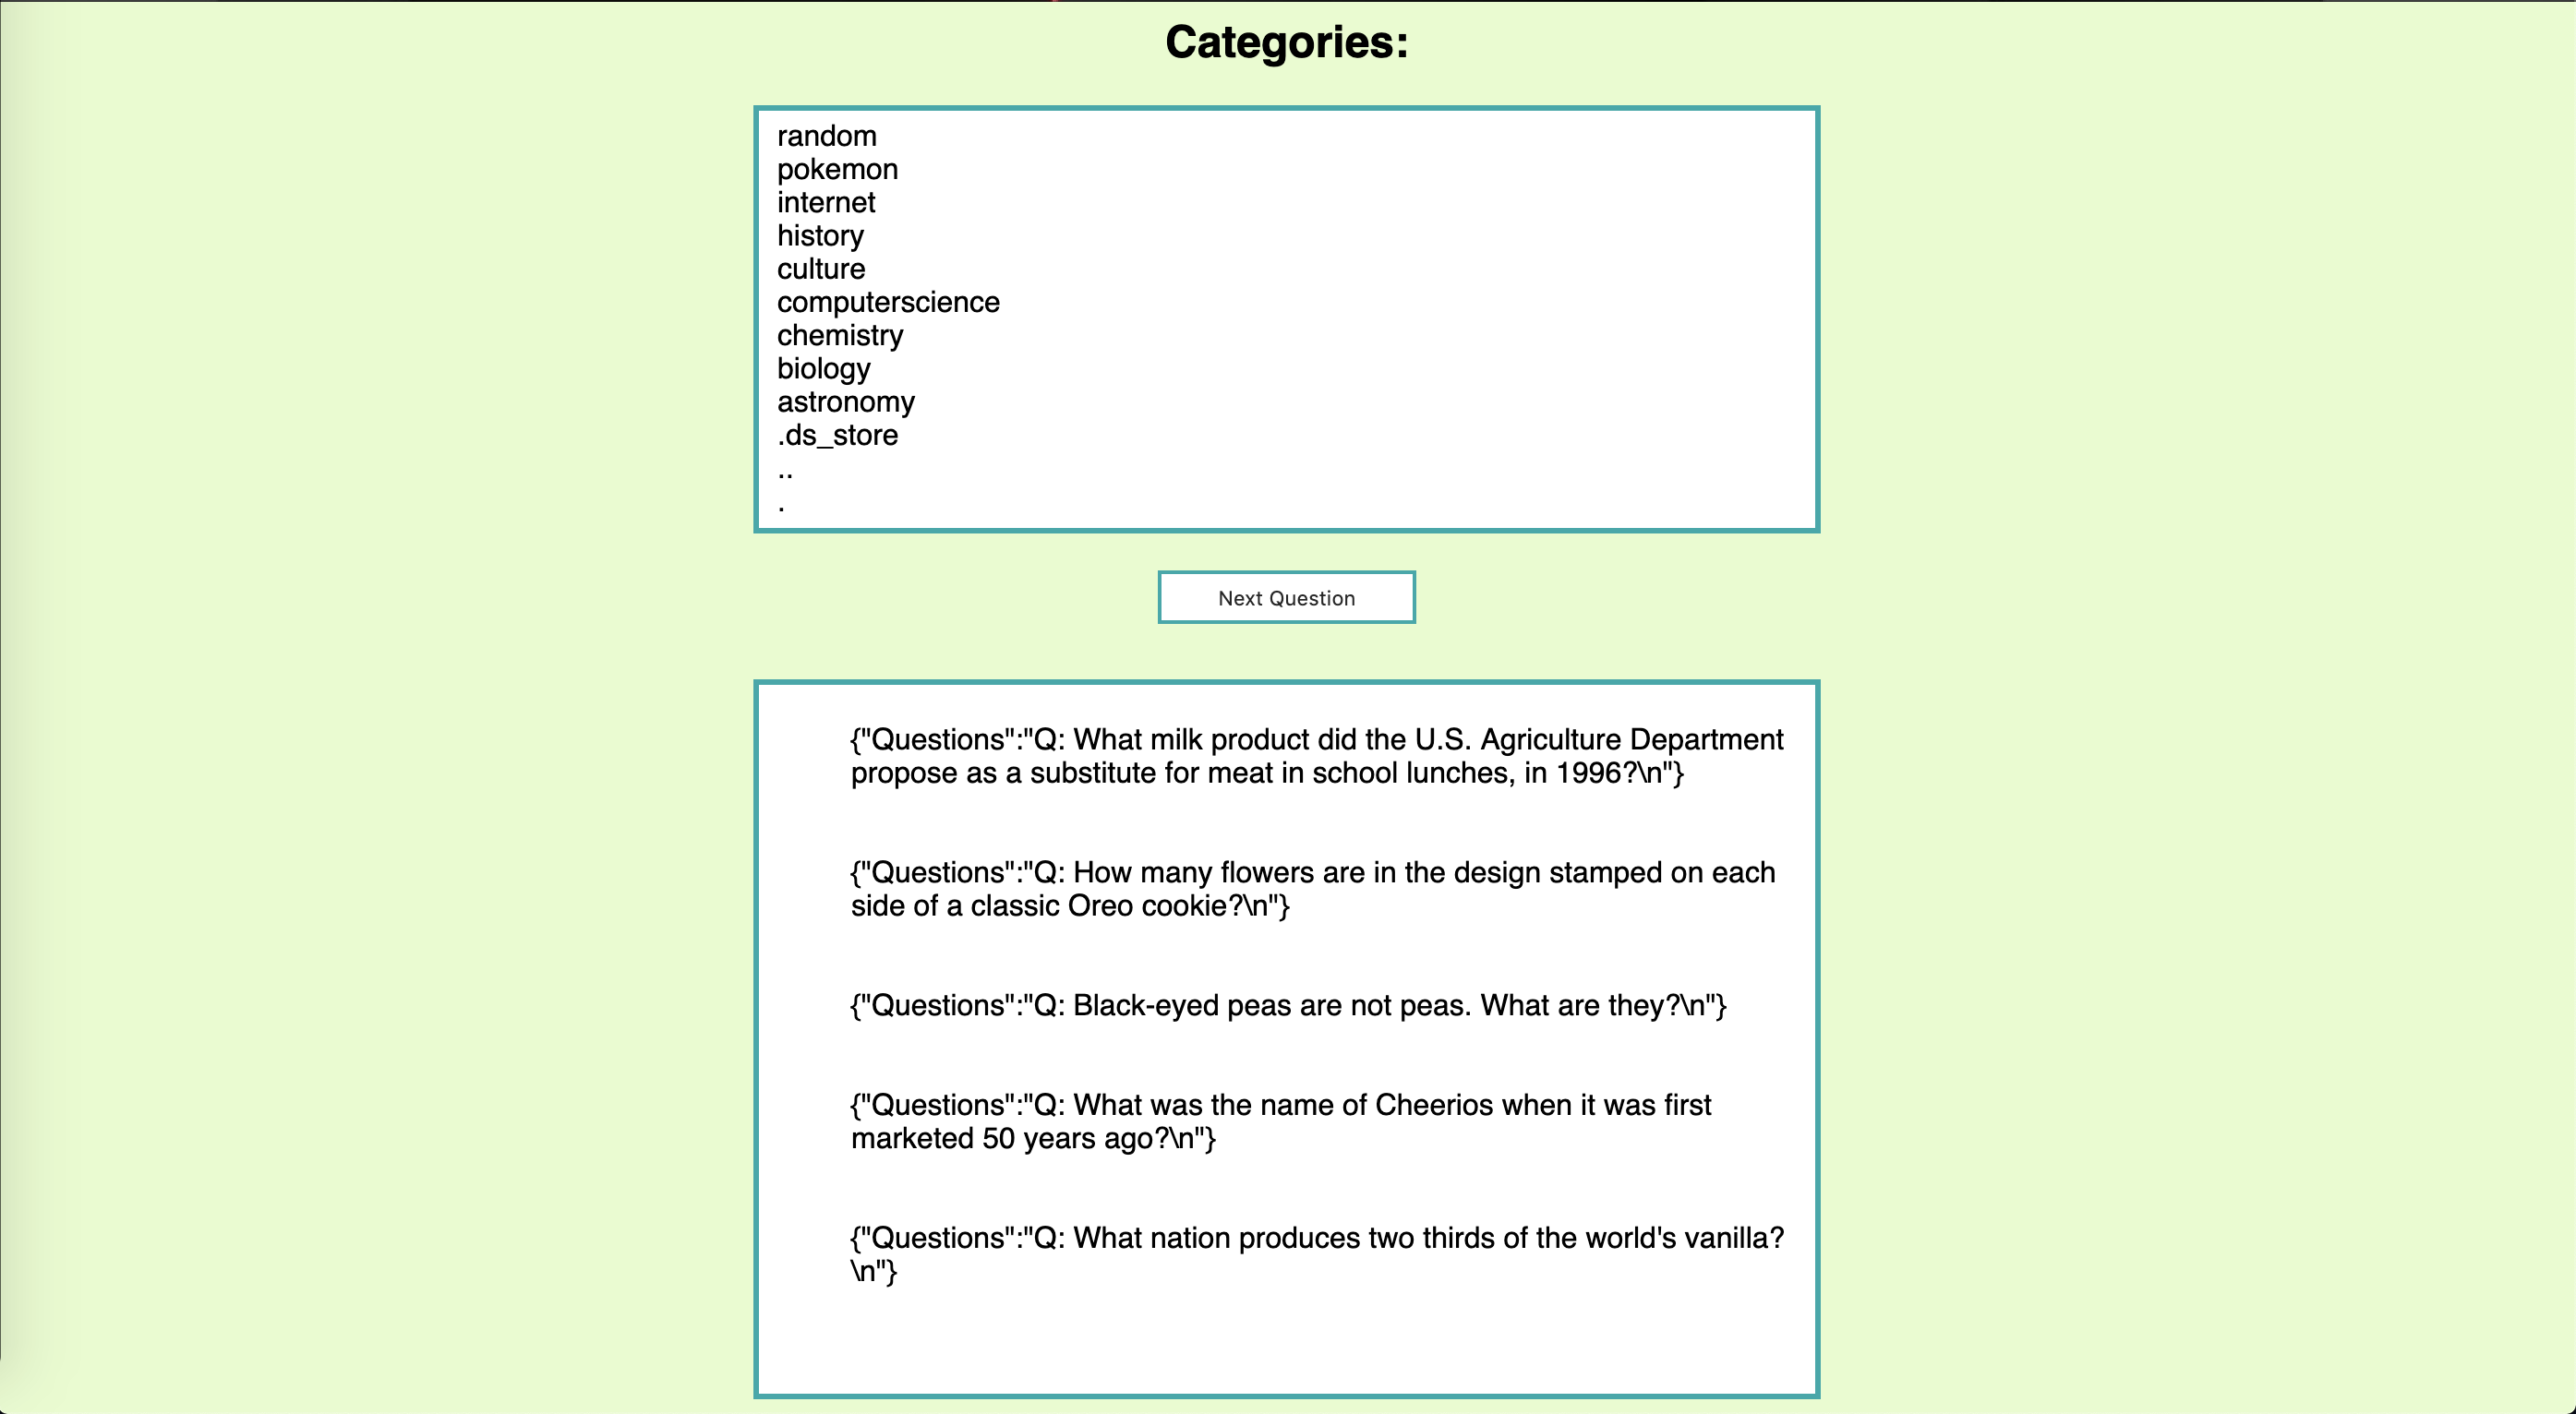 Categories:
random
pokemon
internet
history
culture
computerscience
chemistry
biology
astronomy
.ds_store
..
.
Next Question
{"Questions":"Q: What milk product did the U.S. Agriculture Department
propose as a substitute for meat in school lunches, in 1996?\n"}
{"Questions":"Q: How many flowers are in the design stamped on each
side of a classic Oreo cookie?\n"}
{"Questions":"Q: Black-eyed peas are not peas. What are they?\n"}
{"Questions":"Q: What was the name of Cheerios when it was first
marketed 50 years ago?\n"}
{"Questions":"Q: What nation produces two thirds of the world's vanilla?
\n"}